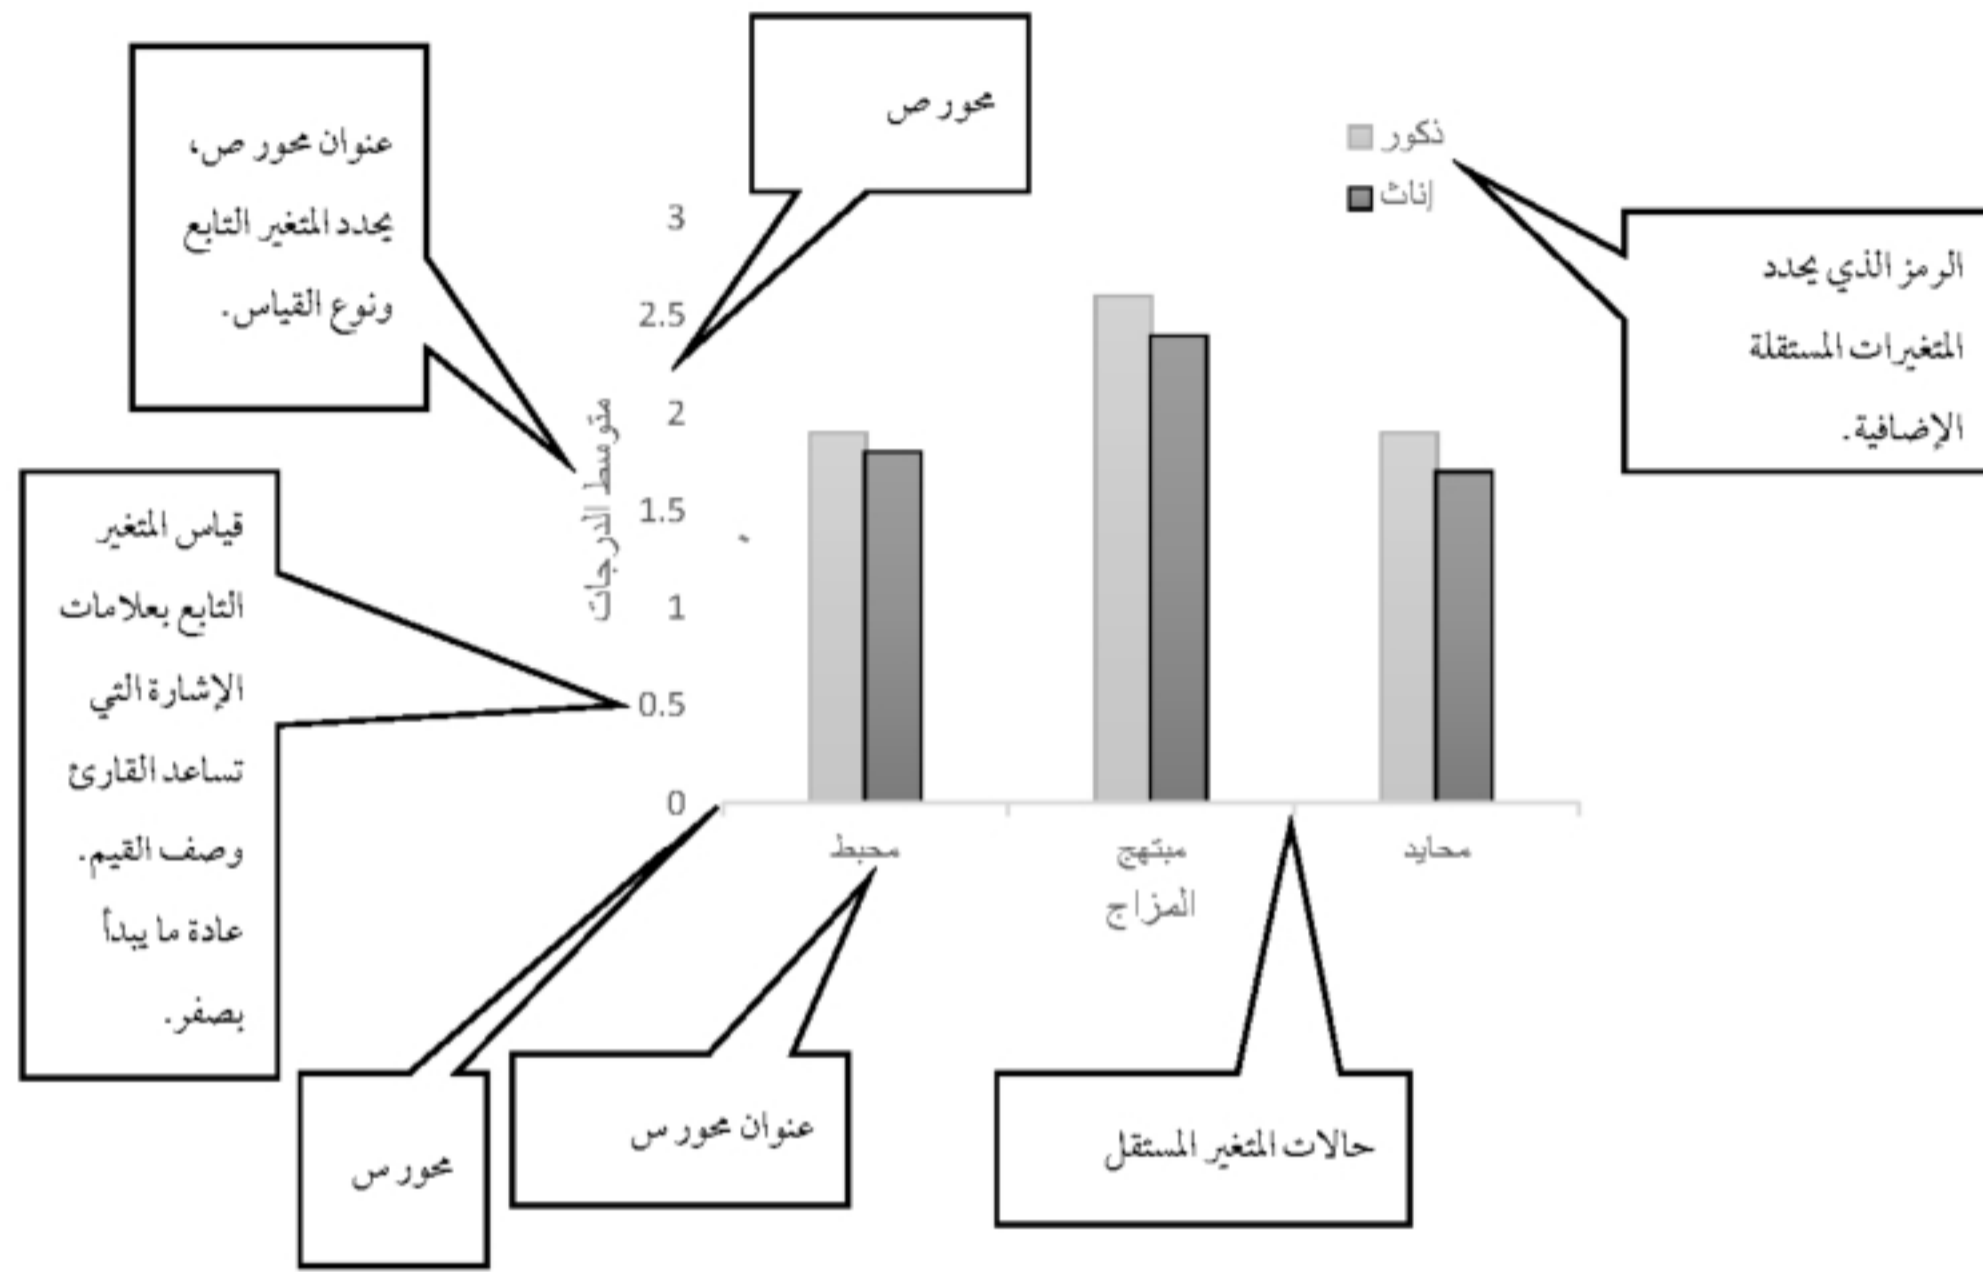 محور ص
عنوان محور ص،
يحدد المتغير التابع
ونوع القياس.
ذكور
إناث
الرمز الذي يحدد
المتغيرات المستقلة
الإضافية.
3
2.5
2
1.5
1
0.5
0
متوسط الدرجات
قياس المتغير
التابع بعلامات
الإشارة التي
تساعد القارئ
وصف القيم.
عادة ما يبدأ
بصفر.
محايد
مبتهج
محبط
المزاج
حالات المتغير المستقل
عنوان محور س
محور س